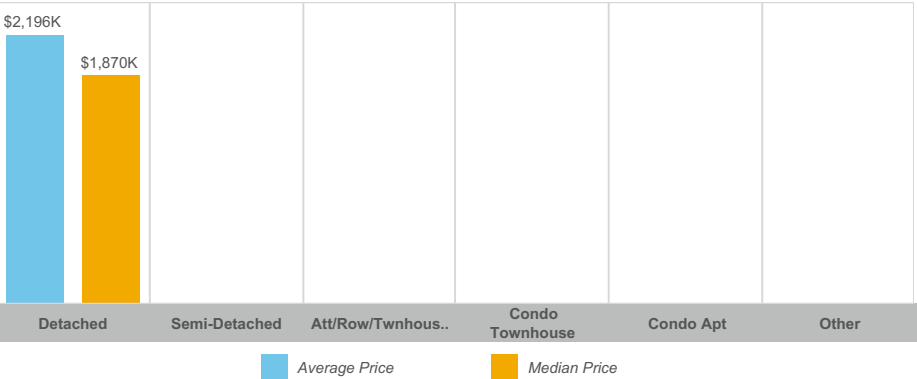 $2,196K
$1,870K
Detached
Semi-Detached
Att/Row/Twnhous..
Condo
Townhouse
Condo Apt
Other
Average Price
Median Price